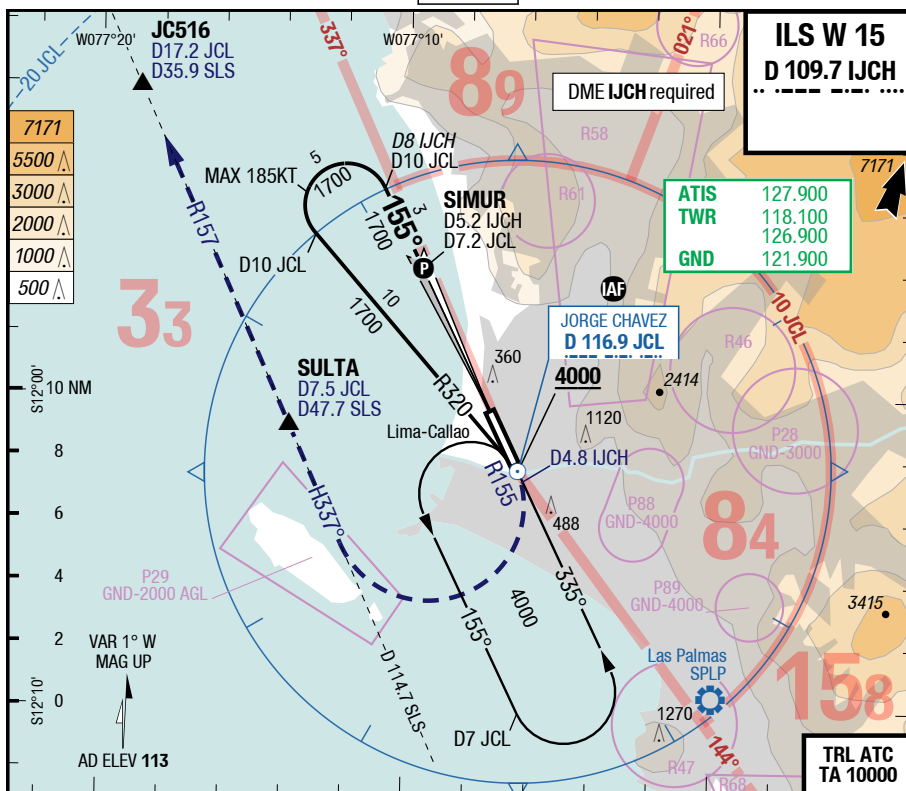 W077°20'
JC516
D17.2 JCL
D35.9 SLS
20 JCL
337°
W077°10'
89
021°
R66
ILS W 15
D 109.7 IJCH
DME IJCH required
R58
7171
5500
3000
2000
1000
500
7171
MAX 185KT
5
1700
D8 IJCH
D10 JCL
155°
3
1700
SIMUR
D5.2 IJCH
D7.2 JCL
P
R61
ATIS 127.900
TWR 118.100
126.900
GND 121.900
R157
D10 JCL
10
1700
IAF
10 JCL
33
JORGE CHAVEZ
D 116.9 JCL
4000
R46
360
2414
SULTA
D7.5 JCL
D47.7 SLS
R320
S12°00'
10 NM
8
6
4
2
0
Lima-Callao
1120
P28
GND-3000
D4.8 IJCH
R155
H337°
488
P88
GND-4000
84
P29
GND-2000 AGL
155°
4000
335°
P89
GND-4000
3415
VAR 1° W
MAG UP
D 114.7 SLS
Las Palmas
SPLP
158
S12°10'
D7 JCL
1270
144°
AD ELEV 113
R47
R68
TRL ATC
TA 10000